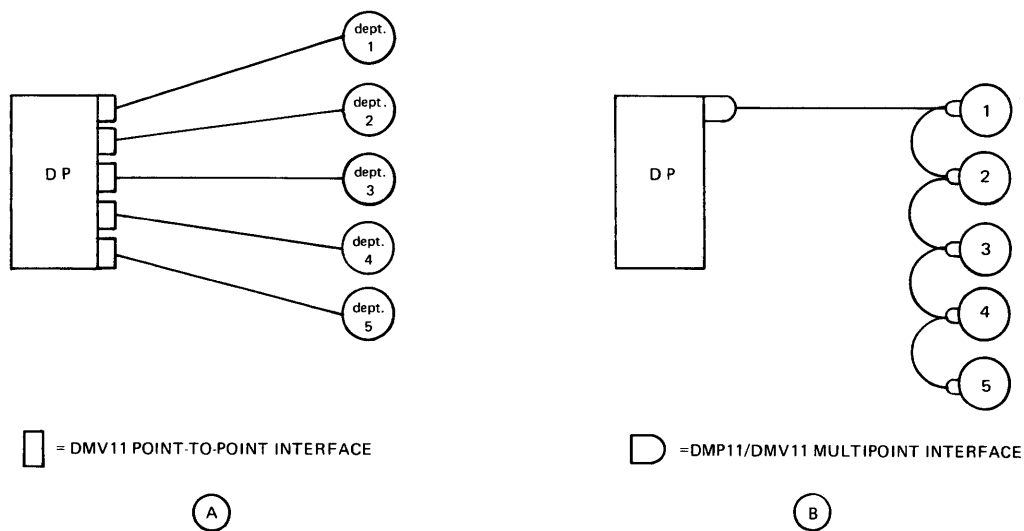 dept.
1
dept.
2
DP
dept.
3
dept.
4
dept.
5
= DMV11 POINT-TO-POINT INTERFACE
A
1
2
DP
3
4
5
=DMP11/DMV11 MULTIPOINT INTERFACE
B